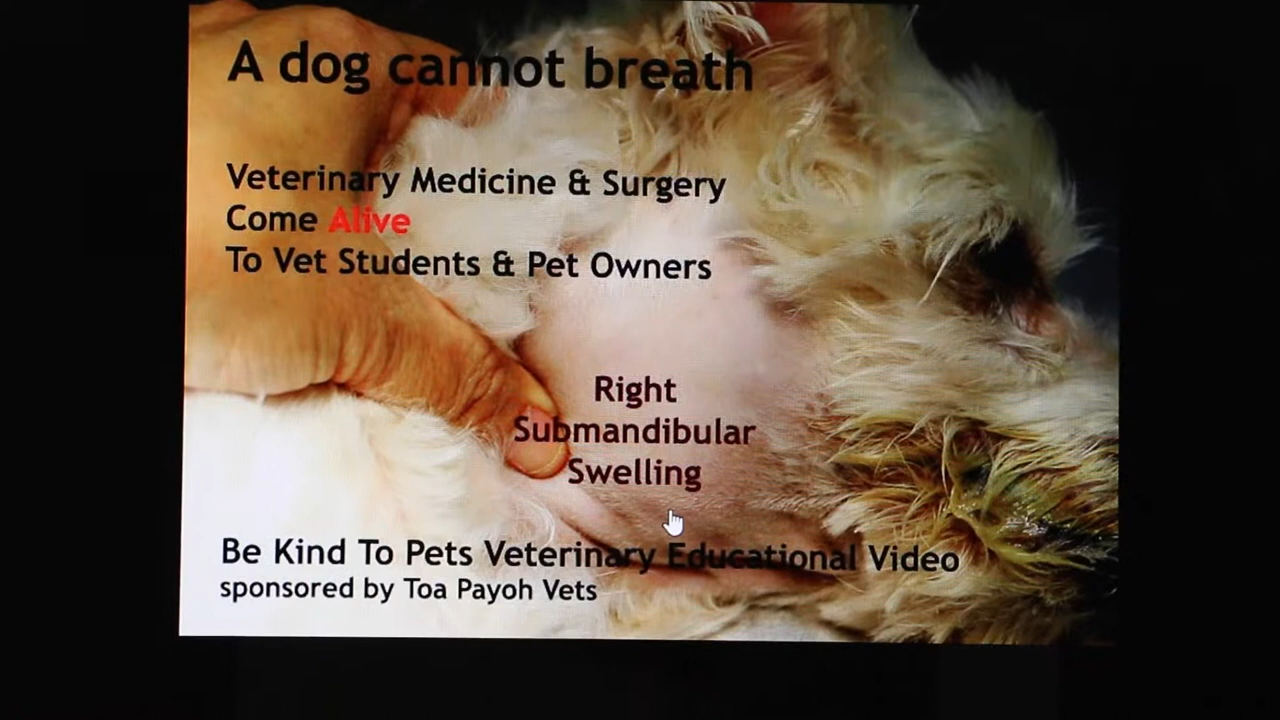 A dog cannot breath
Veterinary Medicine & Surgery
Come Alive
To Vet Students & Pet Owners
Right
Submandibular
Swelling
Be Kind To Pets Veterinary Educational Video
sponsored by Toa Payoh Vets